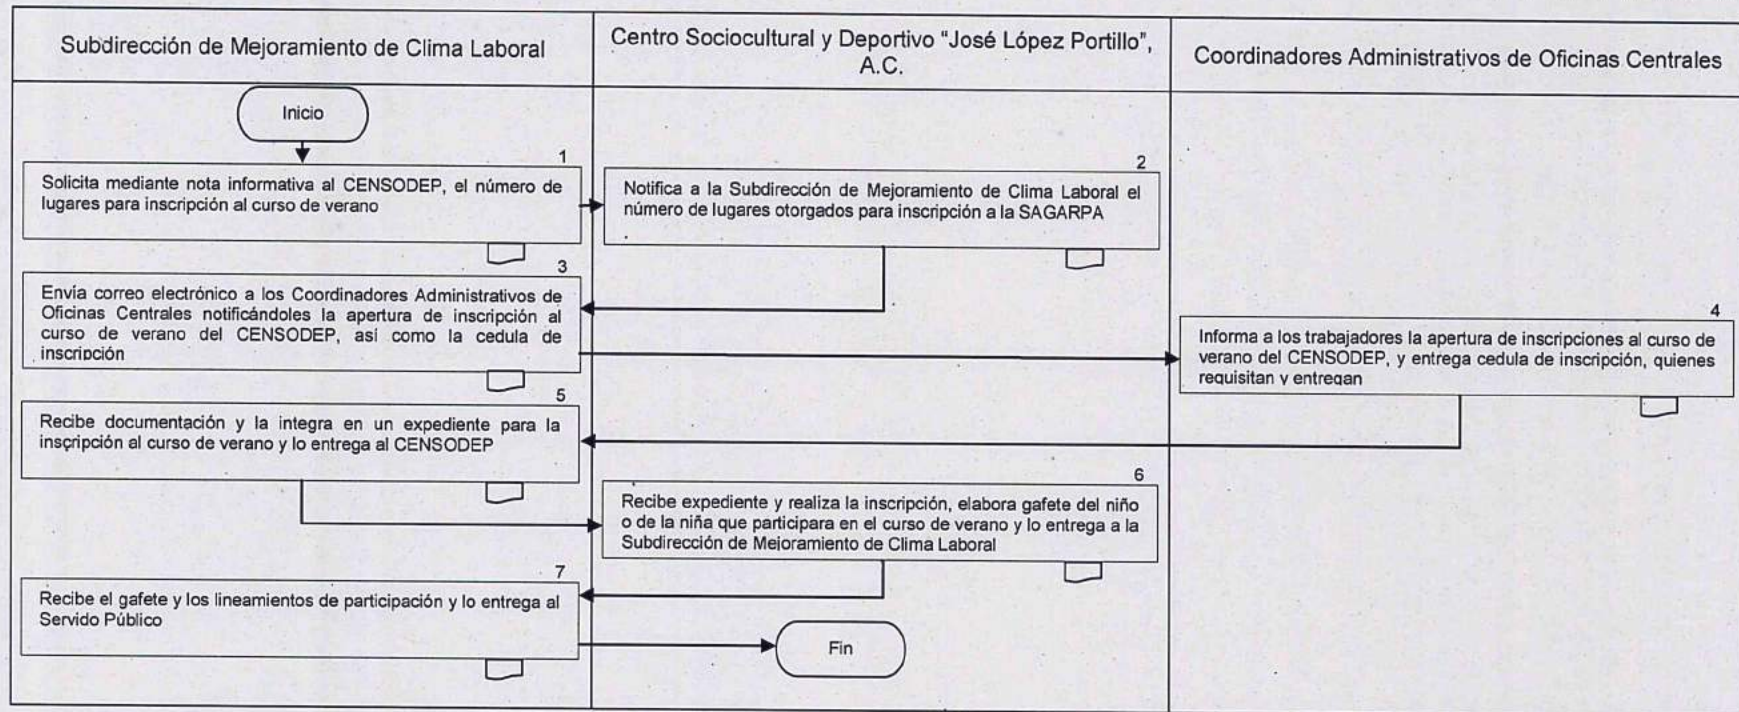 Subdirección de Mejoramiento de Clima Laboral
Centro Sociocultural y Deportivo "José López Portillo",
A.C.
Coordinadores Administrativos de Oficinas Centrales
Inicio
1
Solicita mediante nota informativa al CENSODEP, el número de
lugares para inscripción al curso de verano
2
Notifica a la Subdirección de Mejoramiento de Clima Laboral el
número de lugares otorgados para inscripción a la SAGARPA
3
Envía correo electrónico a los Coordinadores Administrativos de
Oficinas Centrales notificándoles la apertura de inscripción al
curso de verano del CENSODEP, así como la cedula de
inscripción
4
Informa a los trabajadores la apertura de inscripciones al curso de
verano del CENSODEP, y entrega cedula de inscripción, quienes
requisitan y entregan
5
Recibe documentación y la integra en un expediente para la
inscripción al curso de verano y lo entrega al CENSODEP
6
Recibe expediente y realiza la inscripción, elabora gafete del niño
o de la niña que participara en el curso de verano y lo entrega a la
Subdirección de Mejoramiento de Clima Laboral
7
Recibe el gafete y los lineamientos de participación y lo entrega al
Servido Público
Fin